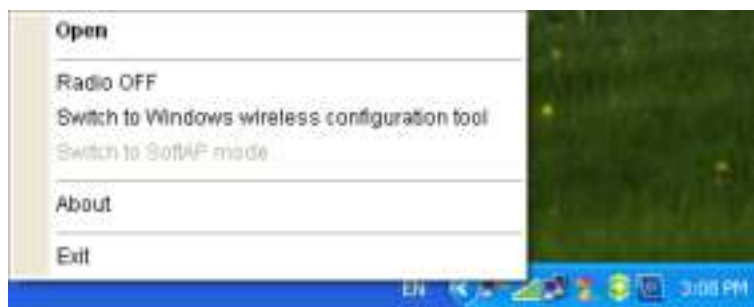 Open
Radio OFF
Switch to Windows wireless configuration tool
Switch to SoftAP mode
About
Exit
EN 3:08 PM